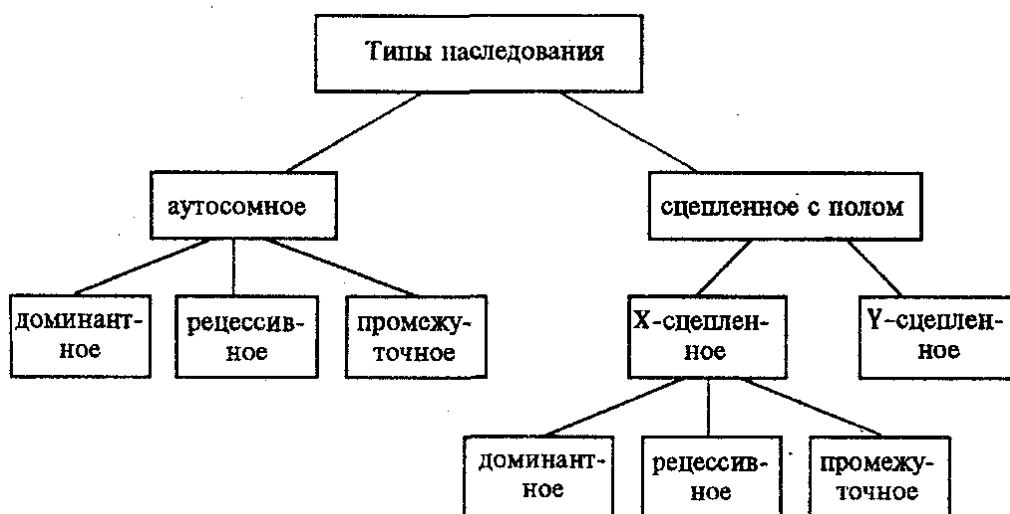 Типы наследования
аутосомное
сцепленное с полом
доминант-
ное
рецессив-
ное
промежу-
точное
X-сцеплен-
ное
Y-сцеплен-
ное
доминант-
ное
рецессив-
ное
промежу-
точное